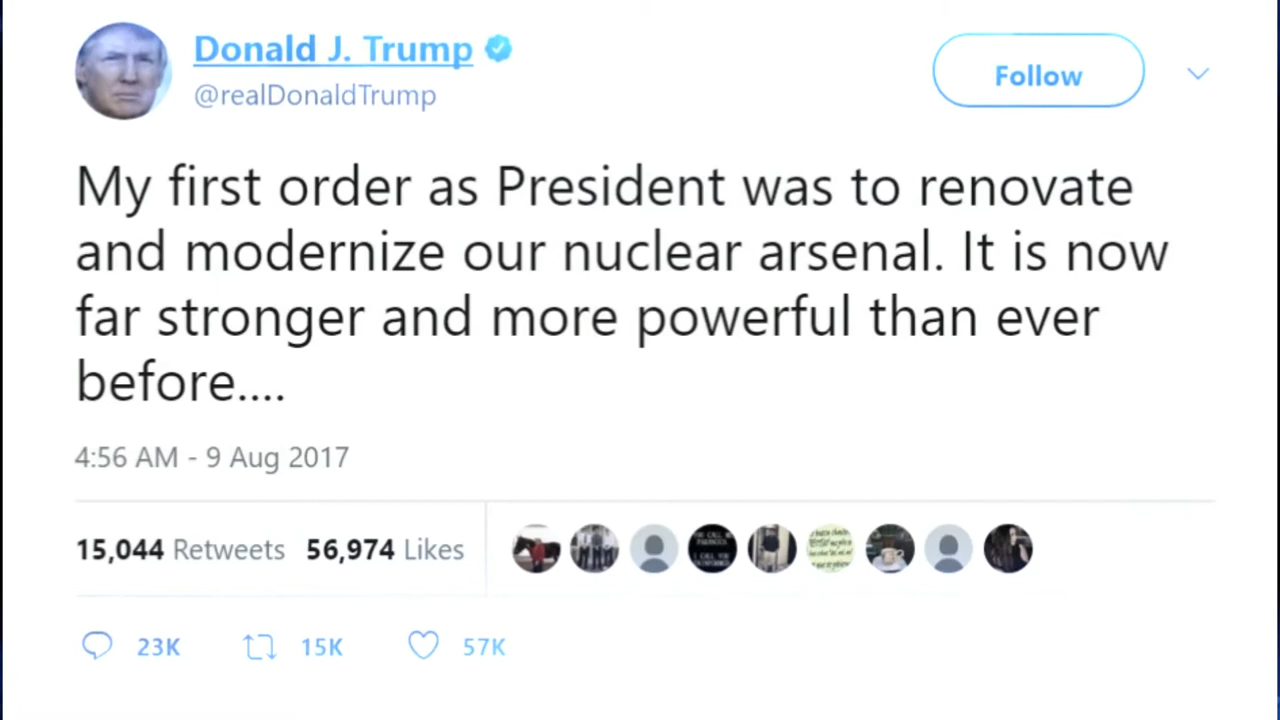 Donald J. Trump
@realDonaldTrump
Follow
My first order as President was to renovate
and modernize our nuclear arsenal. It is now
far stronger and more powerful than ever
before....
4:56 AM - 9 Aug 2017
15,044 Retweets 56,974 Likes
23K 15K 57K